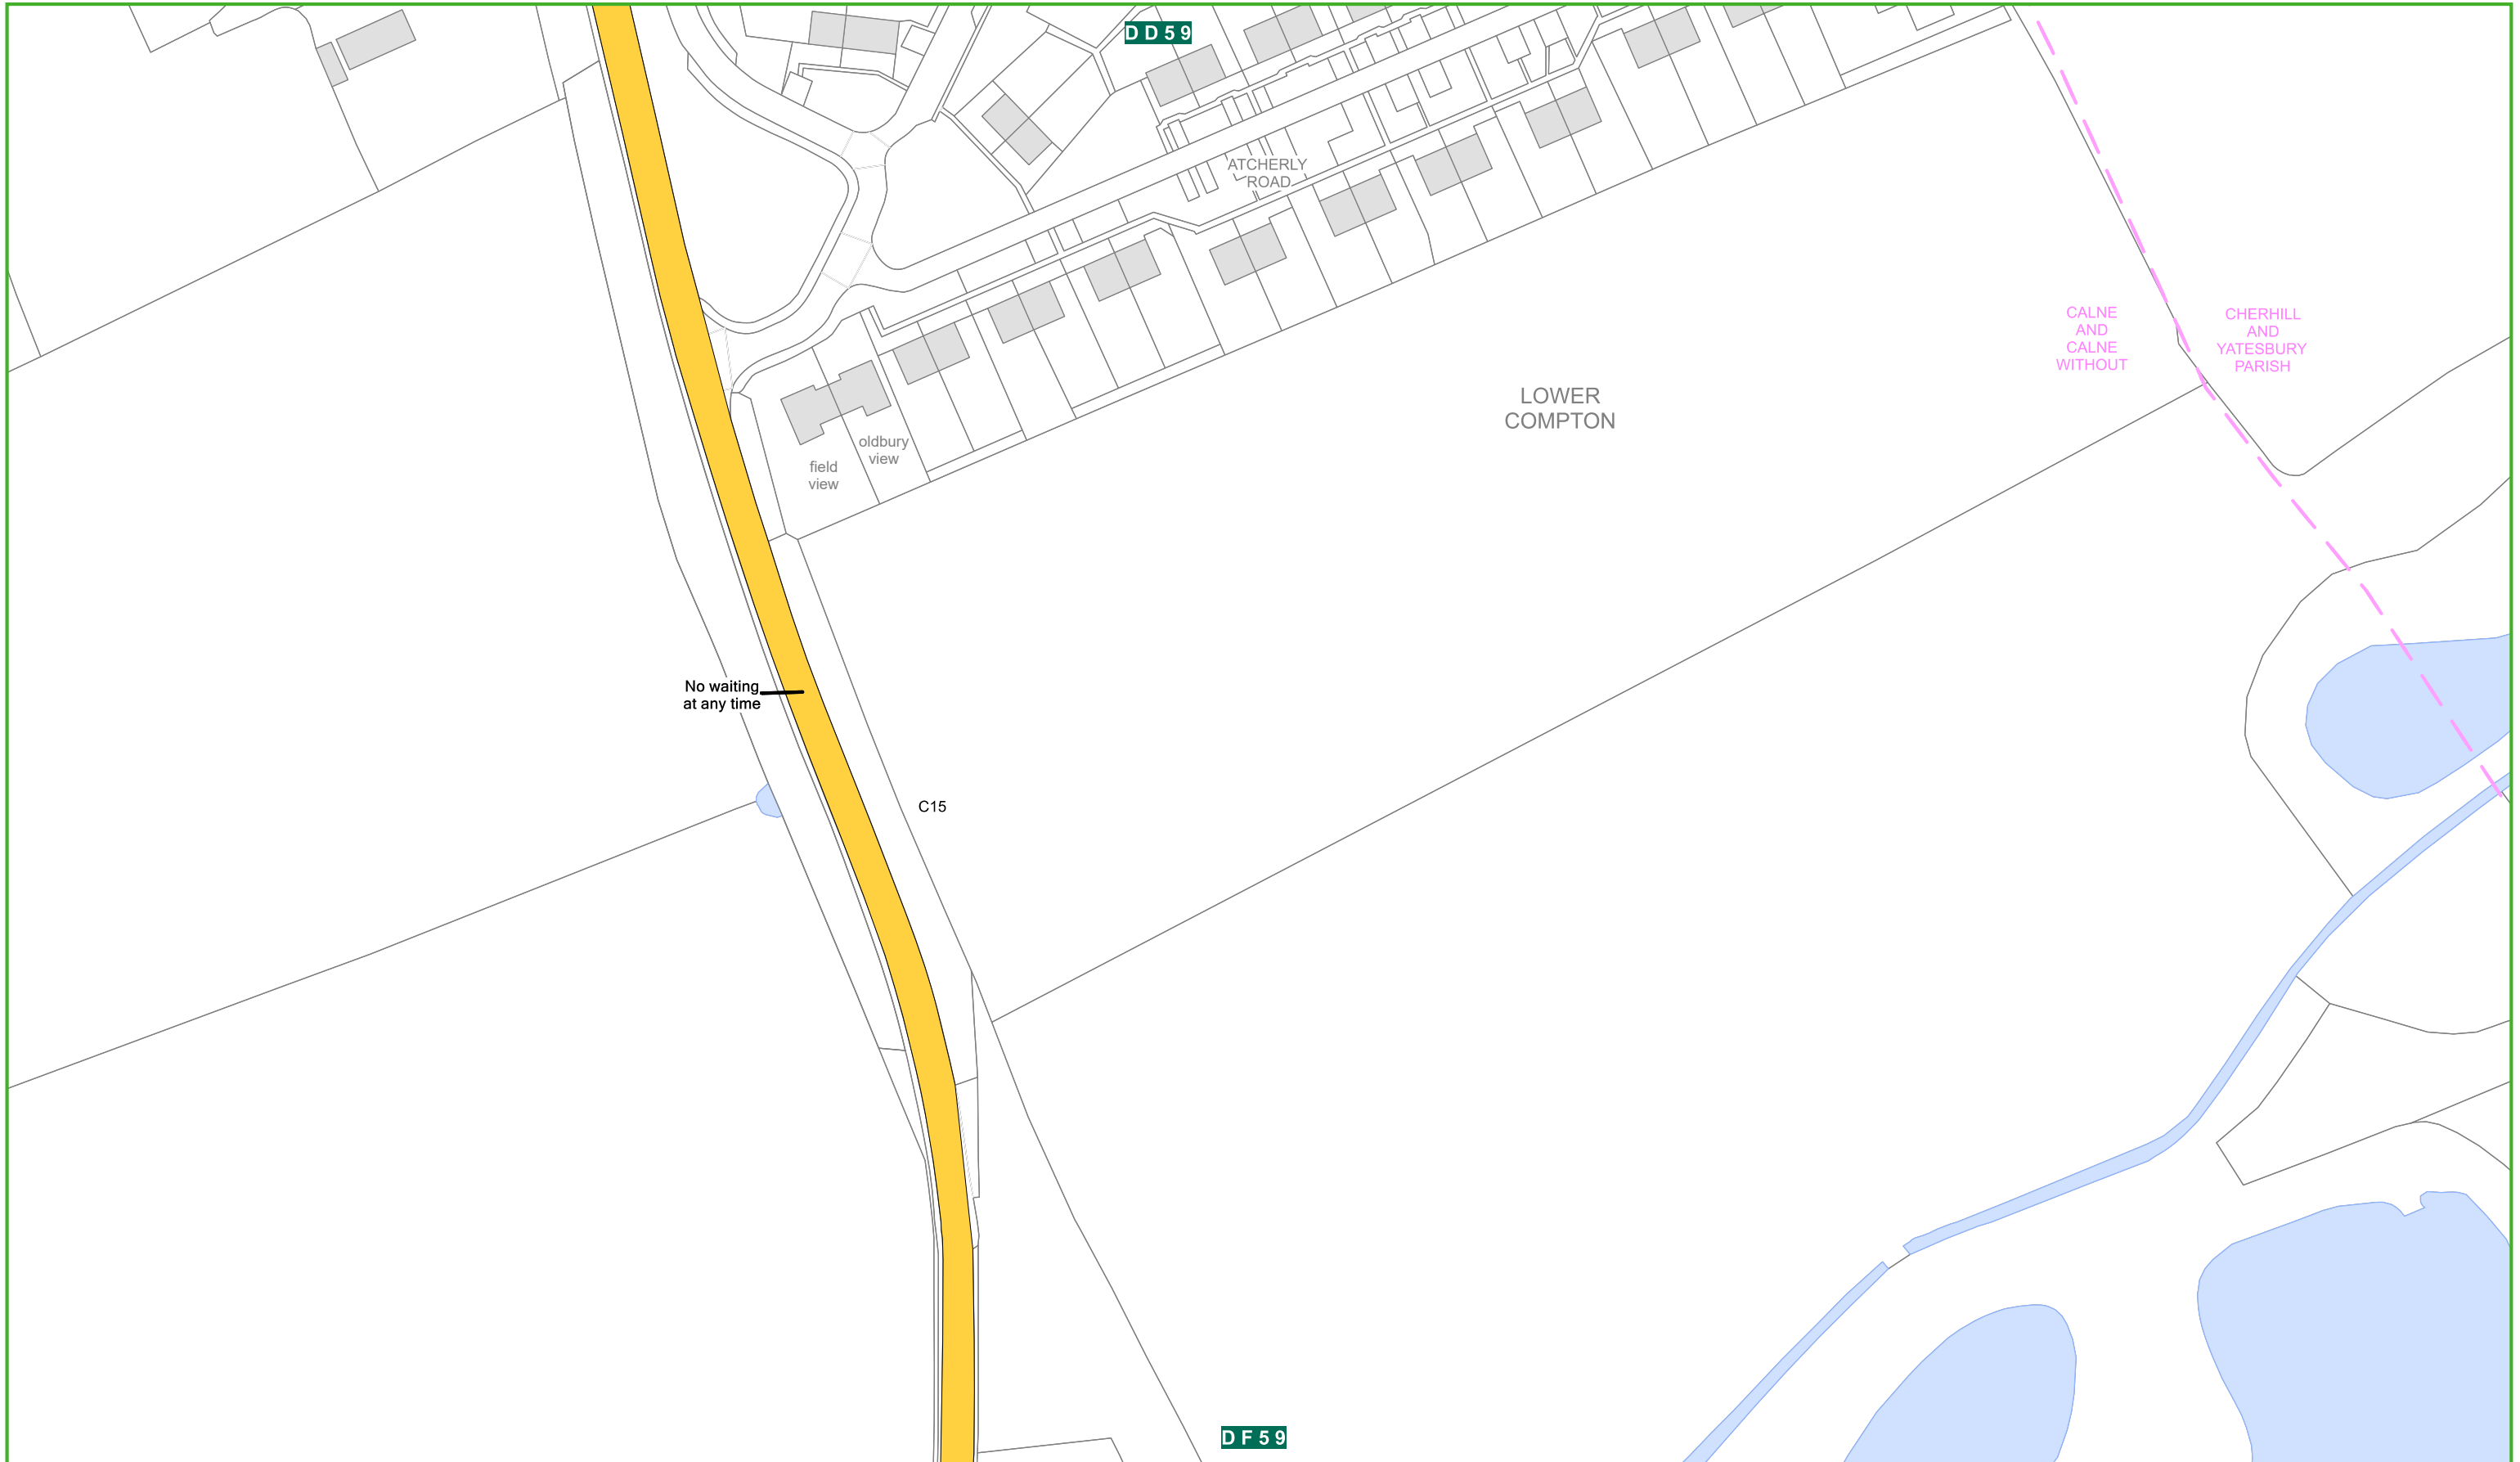 DD59
ATCHERLY
ROAD
CALNE
AND
CALNE
WITHOUT
CHERHILL
AND
YATESBURY
PARISH
LOWER
COMPTON
oldbury
view
field
view
No waiting
at any time
C15
DF59